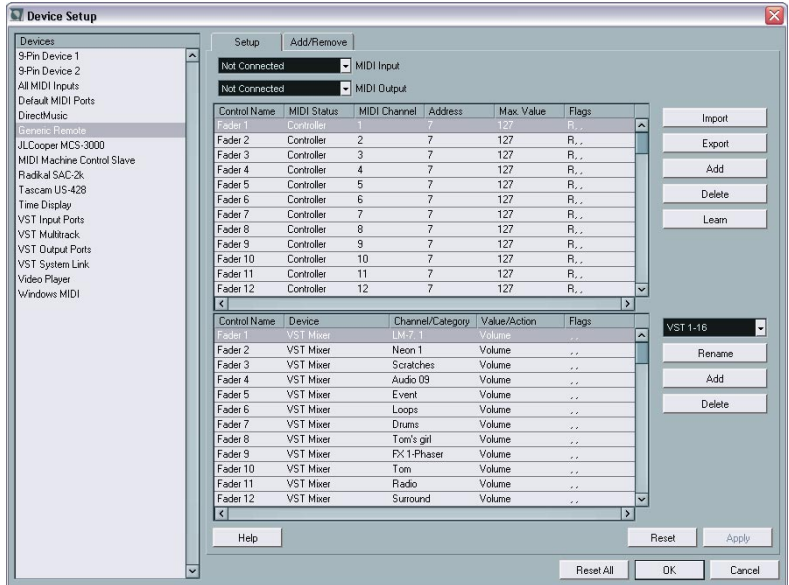 Device Setup
Devices
9-Pin Device 1
9-Pin Device 2
All MIDI Inputs
Default MIDI Ports
DirectMusic
Generic Remote
JLCooper MCS-3000
MIDI Machine Control Slave
Radikal SAC-2k
Tascam US-428
Time Display
VST Input Ports
VST Multitrack
VST Output Ports
VST System Link
Video Player
Windows MIDI
Setup Add/Remove
Not Connected MIDI Input
Not Connected MIDI Output
Control Name MIDI Status MIDI Channel Address Max. Value Flags
Fader 1 Controller 1 7 127 R, ,
Fader 2 Controller 2 7 127 R, ,
Fader 3 Controller 3 7 127 R, ,
Fader 4 Controller 4 7 127 R, ,
Fader 5 Controller 5 7 127 R, ,
Fader 6 Controller 6 7 127 R, ,
Fader 7 Controller 7 7 127 R, ,
Fader 8 Controller 8 7 127 R, ,
Fader 9 Controller 9 7 127 R, ,
Fader 10 Controller 10 7 127 R, ,
Fader 11 Controller 11 7 127 R, ,
Fader 12 Controller 12 7 127 R, ,
Import
Export
Add
Delete
Learn
Control Name Device Channel/Category Value/Action Flags
Fader 1 VST Mixer LM-7. 1 Volume , ,
Fader 2 VST Mixer Neon 1 Volume , ,
Fader 3 VST Mixer Scratches Volume , ,
Fader 4 VST Mixer Audio 09 Volume , ,
Fader 5 VST Mixer Event Volume , ,
Fader 6 VST Mixer Loops Volume , ,
Fader 7 VST Mixer Drums Volume , ,
Fader 8 VST Mixer Tom's girl Volume , ,
Fader 9 VST Mixer FX 1-Phaser Volume , ,
Fader 10 VST Mixer Tom Volume , ,
Fader 11 VST Mixer Radio Volume , ,
Fader 12 VST Mixer Surround Volume , ,
VST 1-16
Rename
Add
Delete
Help Reset Apply
Reset All OK Cancel